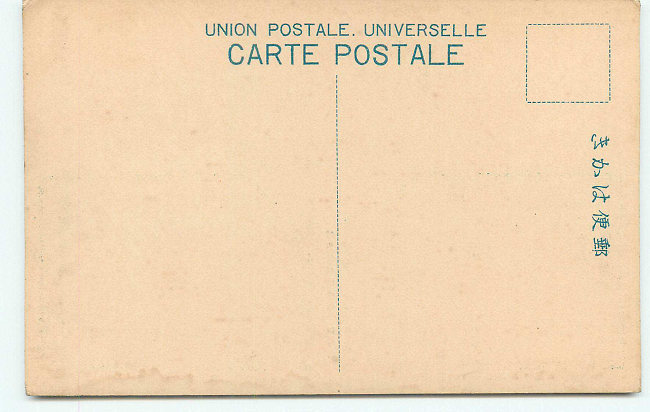 UNION POSTALE. UNIVERSELLE
CARTE POSTALE
きかは便郵